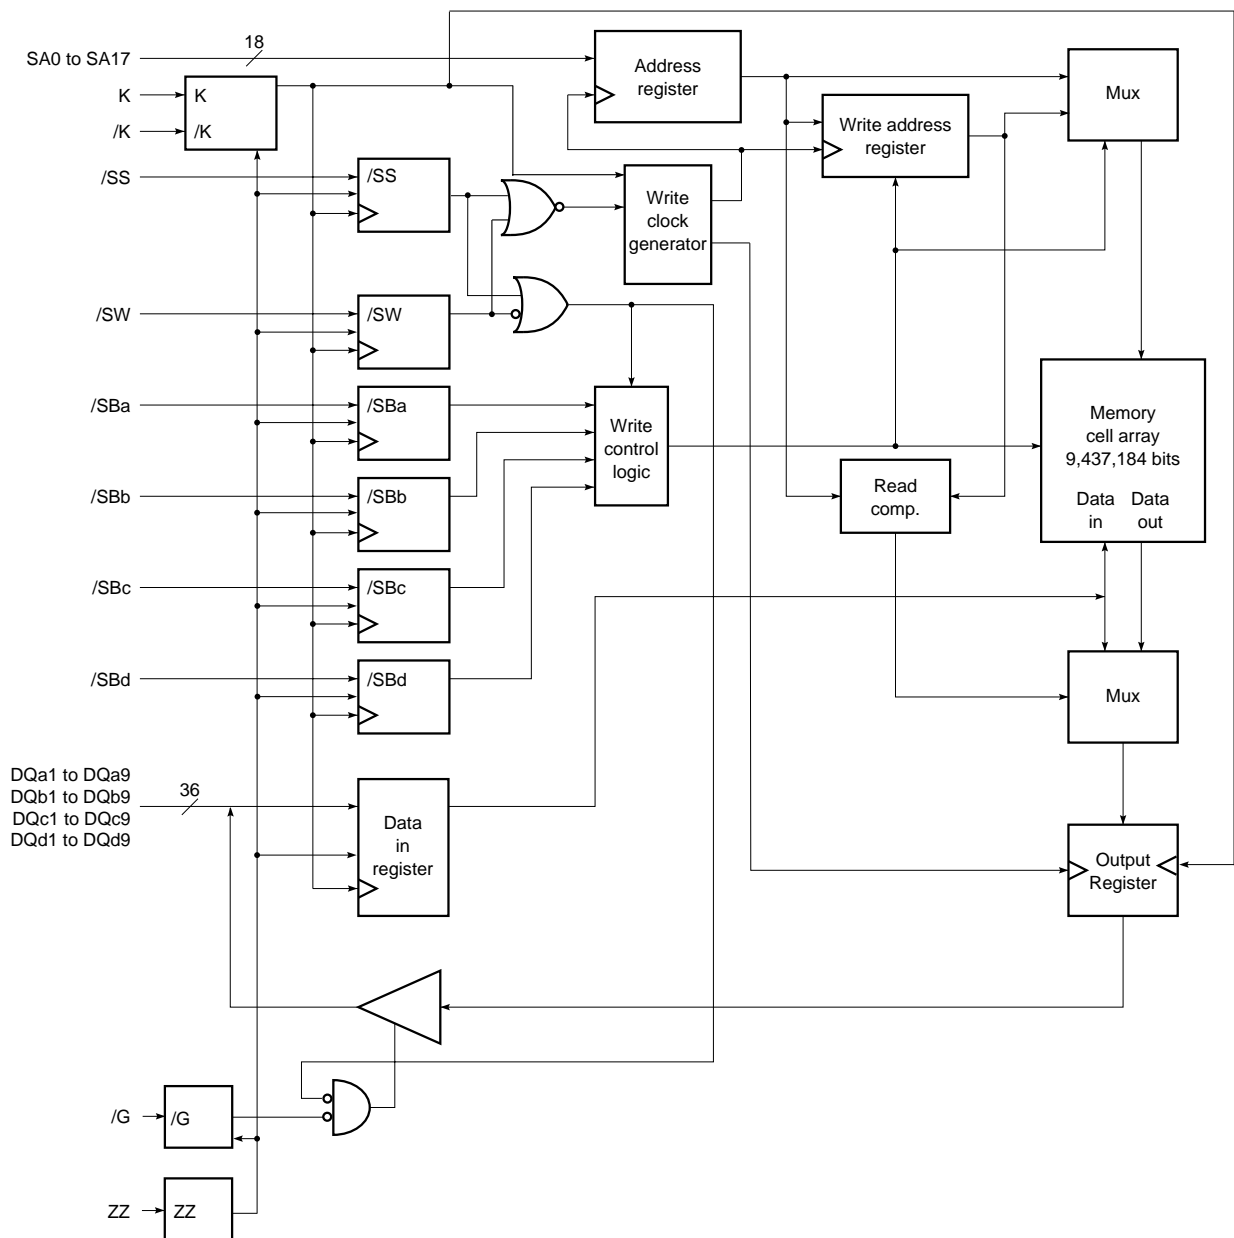 SA0 to SA17
18
Address
register
Mux
K
K
/K
/K
Write address
register
/SS
/SS
Write
clock
generator
/SW
/SW
/SBa
/SBa
Write
control
logic
Memory
cell array
9,437,184 bits
Data
in
Data
out
/SBb
/SBb
Read
comp.
/SBc
/SBc
/SBd
/SBd
Mux
DQa1 to DQa9
DQb1 to DQb9
DQc1 to DQc9
DQd1 to DQd9
36
Data
in
register
Output
Register
/G
/G
ZZ
ZZ